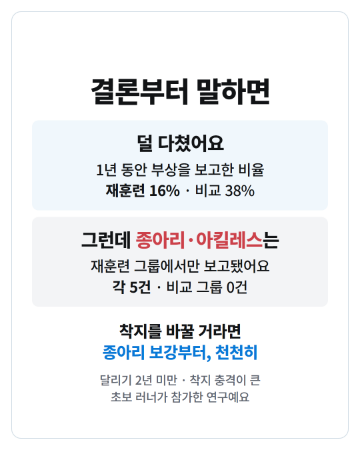 결론부터 말하면
덜 다쳤어요
1년 동안 부상을 보고한 비율
재훈련 16% · 비교 38%
그런데 종아리·아킬레스는
재훈련 그룹에서만 보고됐어요
각 5건 · 비교 그룹 0건
착지를 바꿀 거라면
종아리 보강부터, 천천히
달리기 2년 미만 · 착지 충격이 큰
초보 러너가 참가한 연구예요